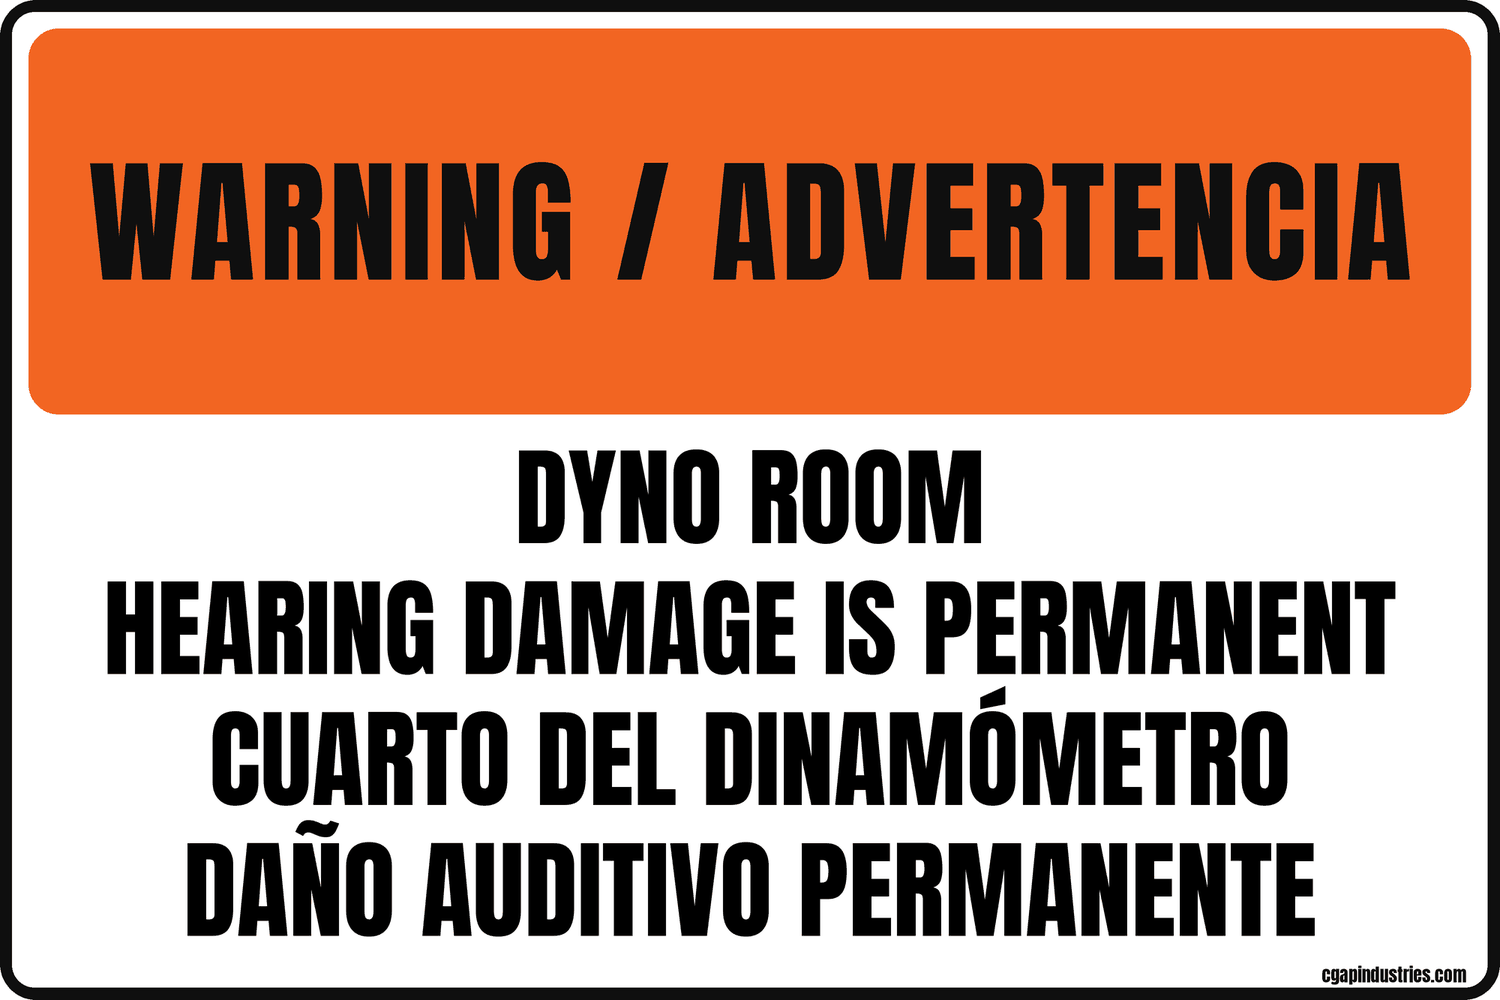 WARNING / ADVERTENCIA
DYNO ROOM
HEARING DAMAGE IS PERMANENT
CUARTO DEL DINAMÓMETRO
DAÑO AUDITIVO PERMANENTE
cgapindustries.com